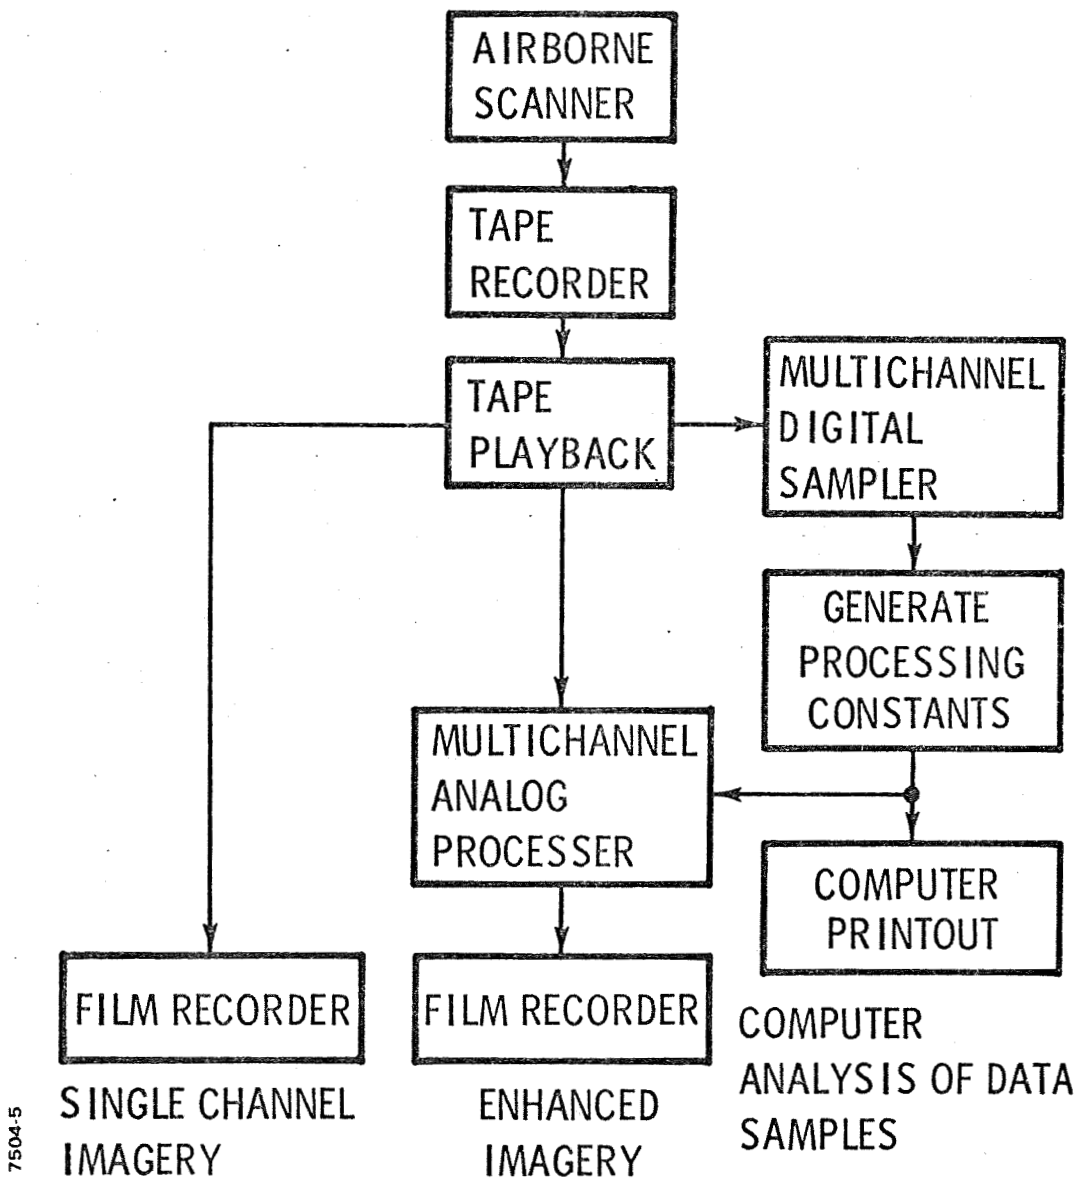 AIRBORNE
SCANNER
TAPE
RECORDER
TAPE
PLAYBACK
MULTICHANNEL
DIGITAL
SAMPLER
GENERATE
PROCESSING
CONSTANTS
MULTICHANNEL
ANALOG
PROCESSER
COMPUTER
PRINTOUT
FILM RECORDER
FILM RECORDER
COMPUTER
ANALYSIS OF DATA
SAMPLES
SINGLE CHANNEL
IMAGERY
ENHANCED
IMAGERY
7504-5